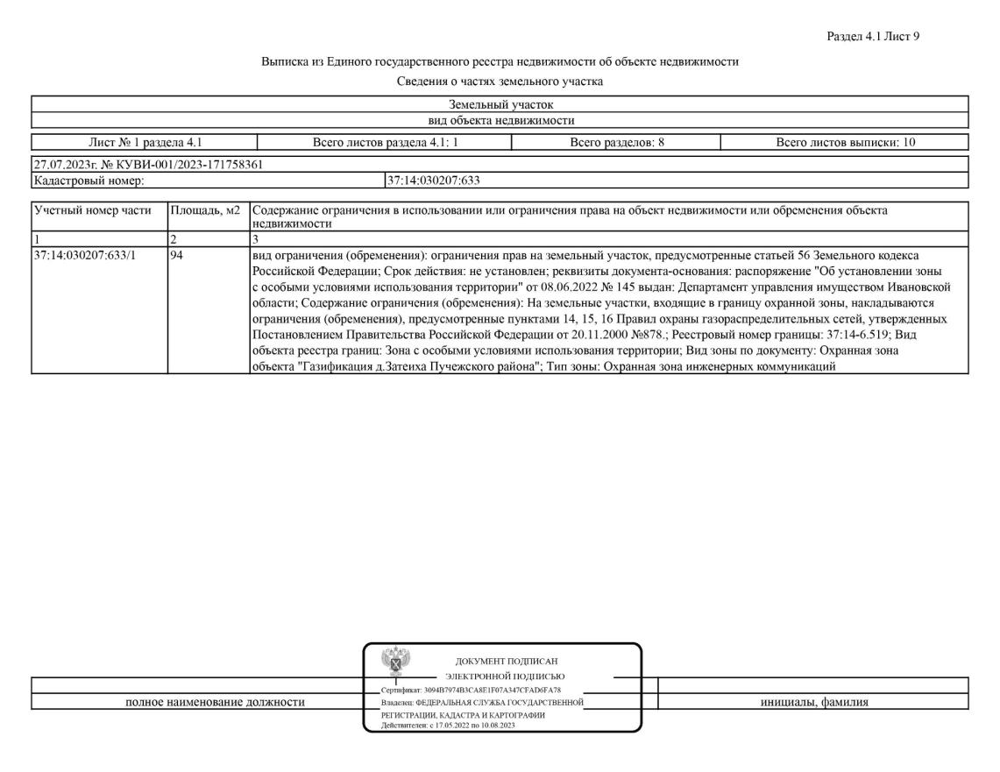 Раздел 4.1 Лист 9
Выписка из Единого государственного реестра недвижимости об объекте недвижимости
Сведения о частях земельного участка
Земельный участок
вид объекта недвижимости
Лист № 1 раздела 4.1 Всего листов раздела 4.1: 1 Всего разделов: 8 Всего листов выписки: 10
27.07.2023г. № КУВИ-001/2023-171758361
Кадастровый номер: 37:14:030207:633
Учетный номер части Площадь, м2 Содержание ограничения в использовании или ограничения права на объект недвижимости или обременения объекта
недвижимости
1 2 3
37:14:030207:633/1 94 вид ограничения (обременения): ограничения прав на земельный участок, предусмотренные статьей 56 Земельного кодекса
Российской Федерации; Срок действия: не установлен; реквизиты документа-основания: распоряжение "Об установлении зоны
с особыми условиями использования территории" от 08.06.2022 № 145 выдан: Департамент управления имуществом Ивановской
области; Содержание ограничения (обременения): На земельные участки, входящие в границу охранной зоны, накладываются
ограничения (обременения), предусмотренные пунктами 14, 15, 16 Правил охраны газораспределительных сетей, утвержденных
Постановлением Правительства Российской Федерации от 20.11.2000 №878.; Реестровый номер границы: 37:14-6.519; Вид
объекта реестра границ: Зона с особыми условиями использования территории; Вид зоны по документу: Охранная зона
объекта "Газификация д.Затеиха Пучежского района"; Тип зоны: Охранная зона инженерных коммуникаций
ДОКУМЕНТ ПОДПИСАН
ЭЛЕКТРОННОЙ ПОДПИСЬЮ
Сертификат: 3094B7974B3CA8E1F07A347CFAD6FA78
полное наименование должности Владелец: ФЕДЕРАЛЬНАЯ СЛУЖБА ГОСУДАРСТВЕННОЙ инициалы, фамилия
РЕГИСТРАЦИИ, КАДАСТРА И КАРТОГРАФИИ
Действителен: с 17.05.2022 по 10.08.2023